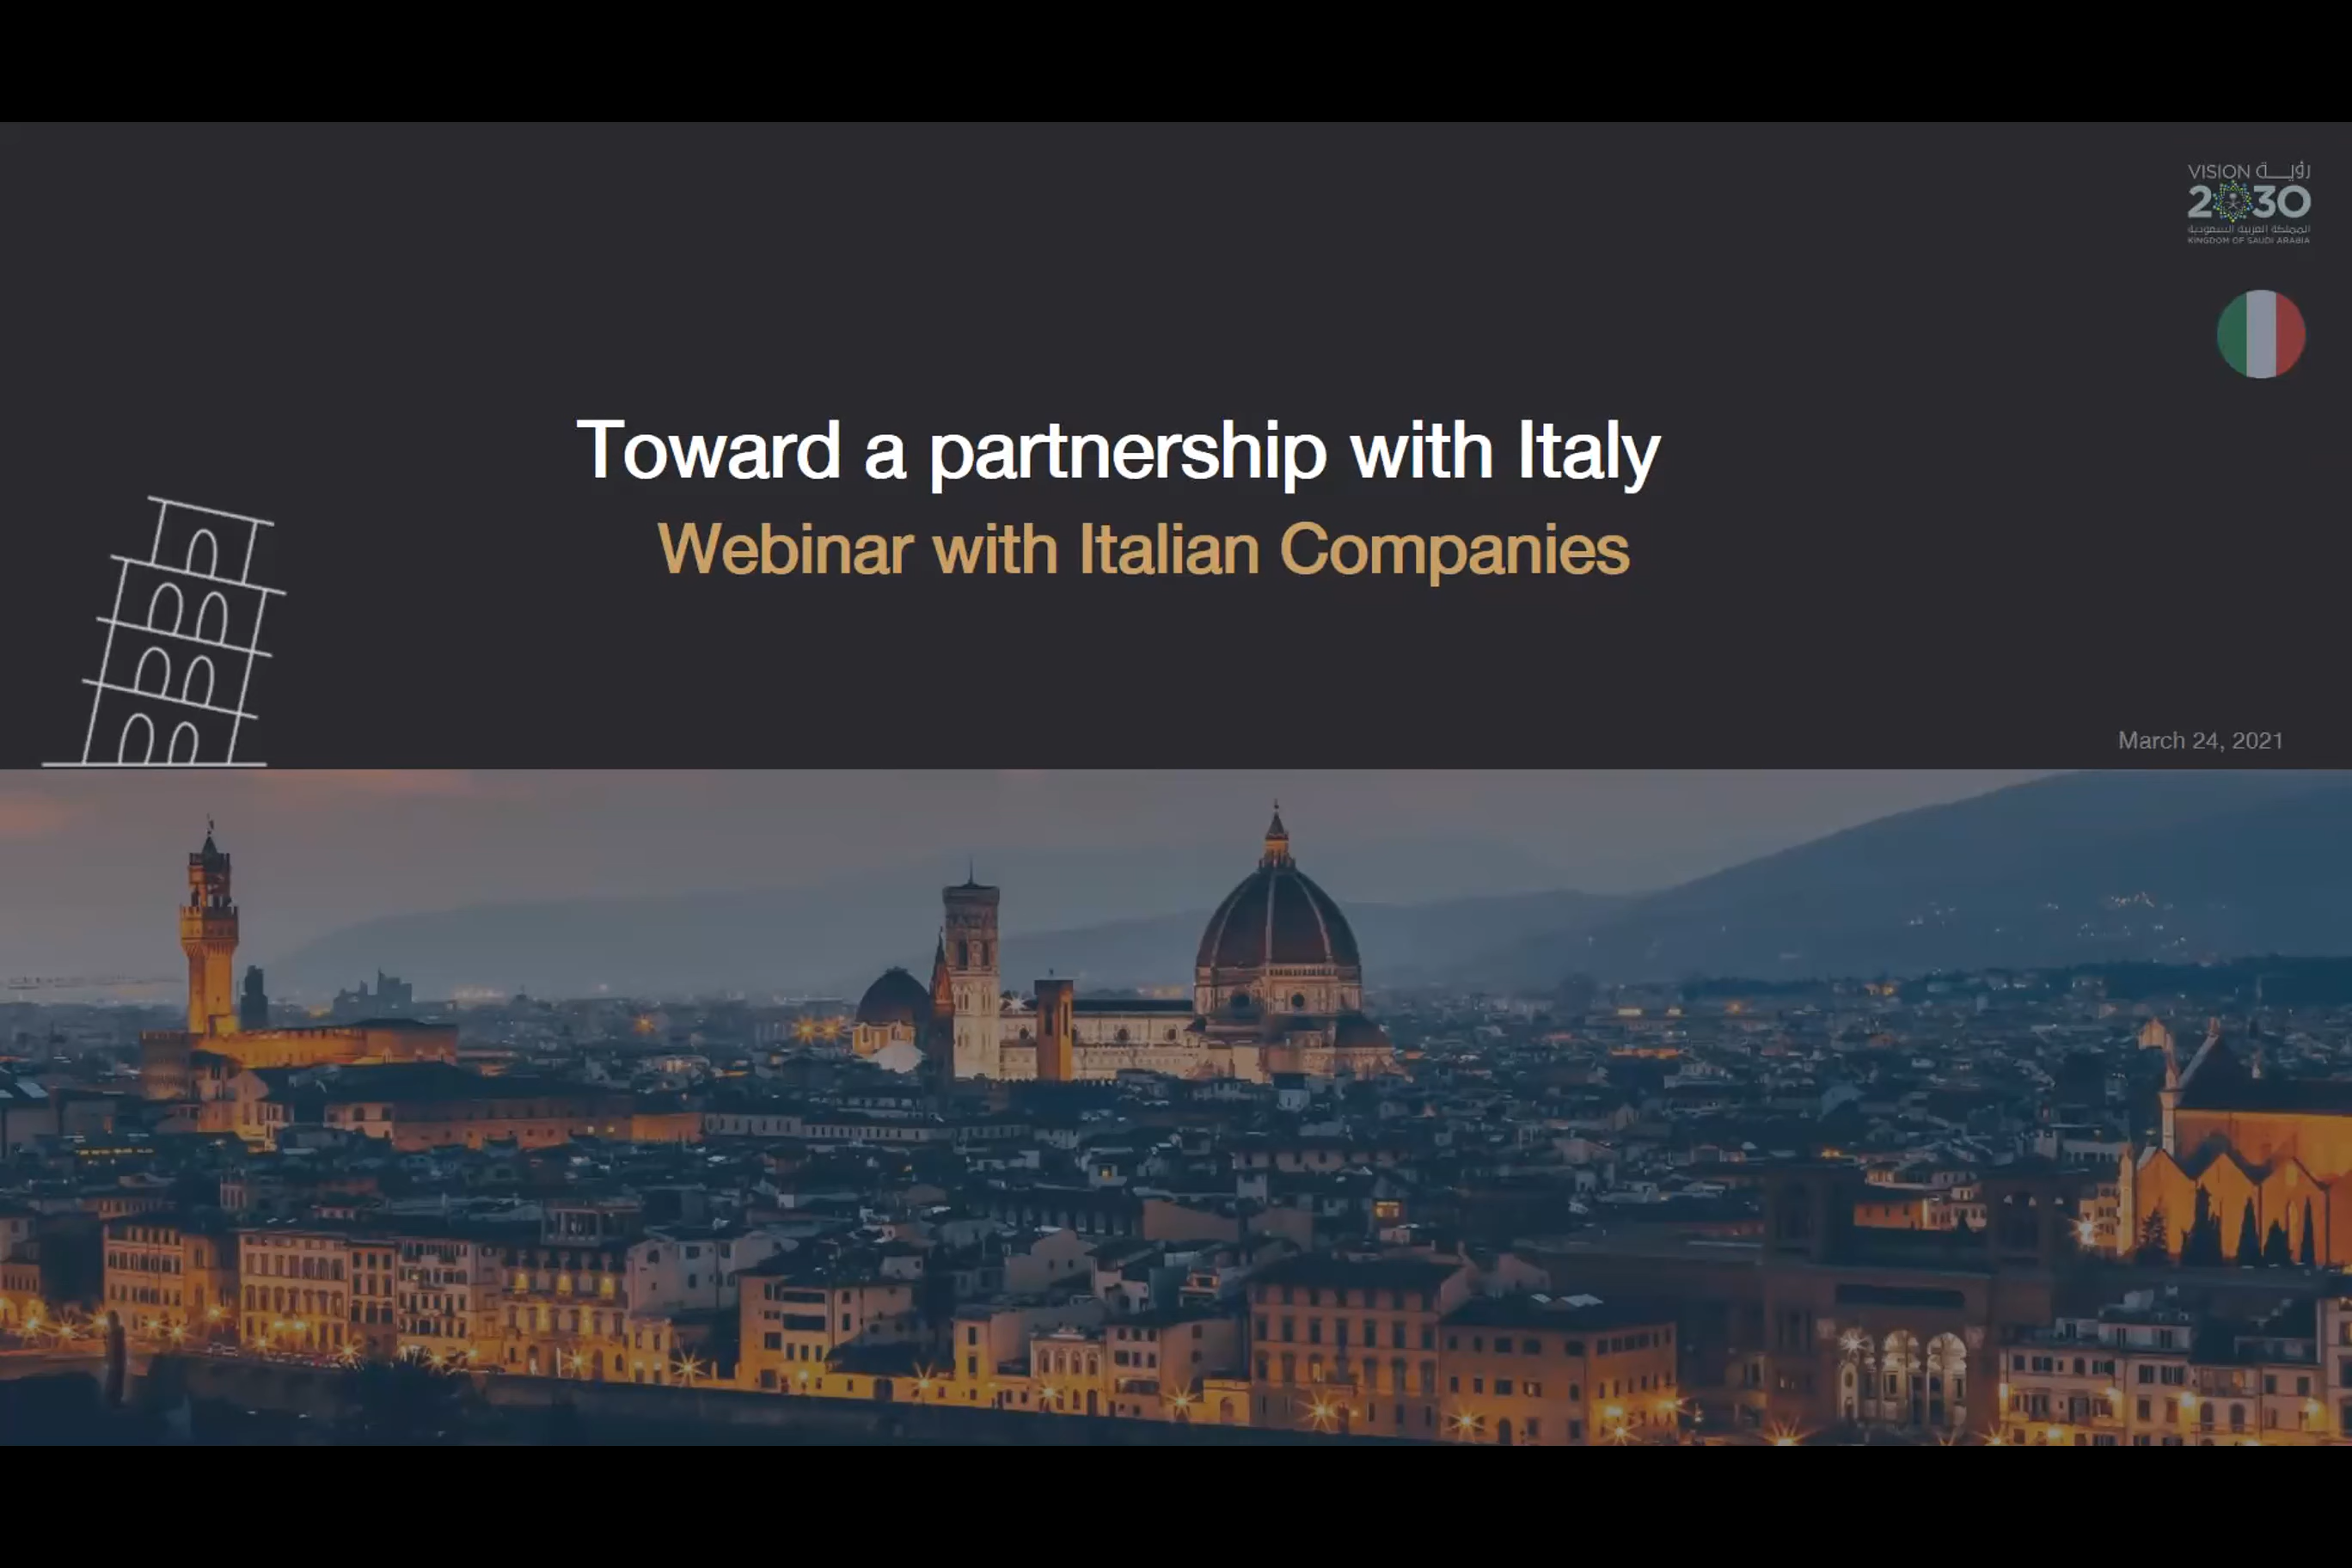 VISION رؤيــــة
2030
المملكة العربية السعودية
KINGDOM OF SAUDI ARABIA
Toward a partnership with Italy
Webinar with Italian Companies
March 24, 2021